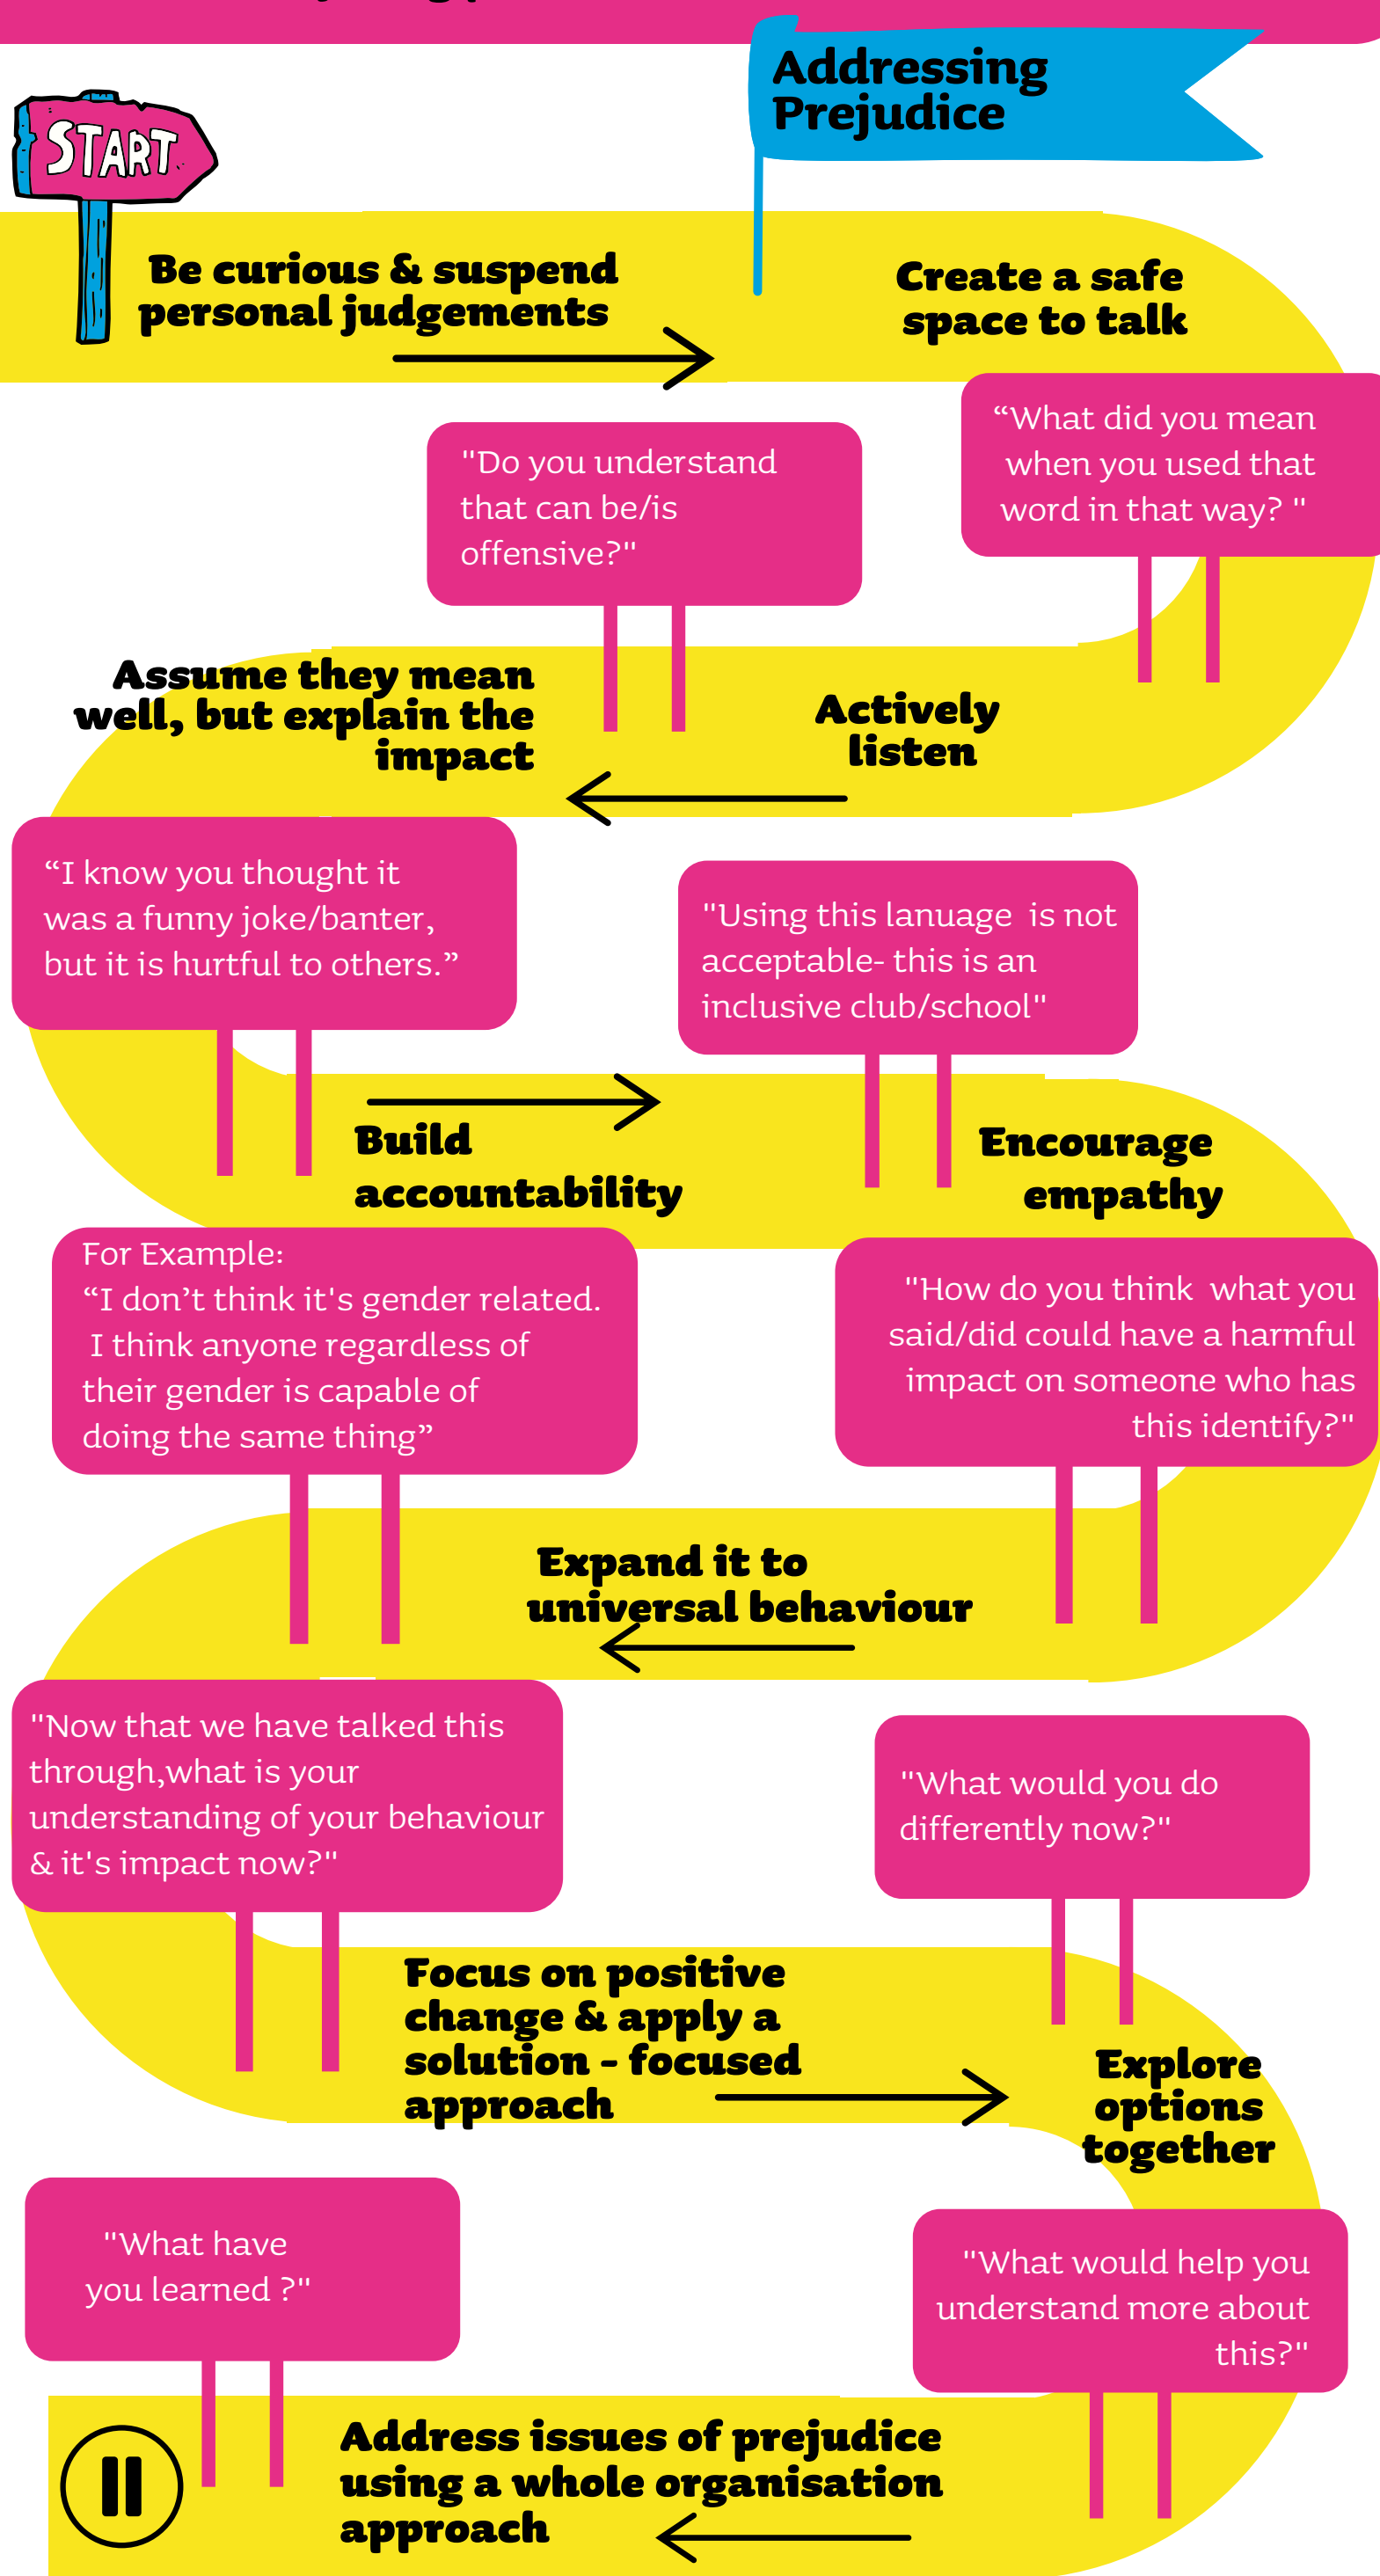 Addressing
Prejudice
START
Be curious & suspend
personal judgements
Create a safe
space to talk
“What did you mean
when you used that
word in that way? "
"Do you understand
that can be/is
offensive?"
Actively
listen
Assume they mean
well, but explain the
impact
“I know you thought it
was a funny joke/banter,
but it is hurtful to others.”
"Using this lanuage  is not
acceptable- this is an
inclusive club/school"
Build
accountability
Encourage
empathy
"How do you think  what you
said/did could have a harmful
impact on someone who has
this identify?"
For Example:
“I don’t think it's gender related.
I think anyone regardless of
their gender is capable of
doing the same thing”
Expand it to
universal behaviour
"Now that we have talked this
through,what is your
understanding of your behaviour
& it's impact now?"
"What would you do
differently now?"
Focus on positive
change & apply a
solution - focused
approach
Explore
options
together
"What would help you
understand more about
this?"
"What have
you learned ?"
Address issues of prejudice
using a whole organisation
approach